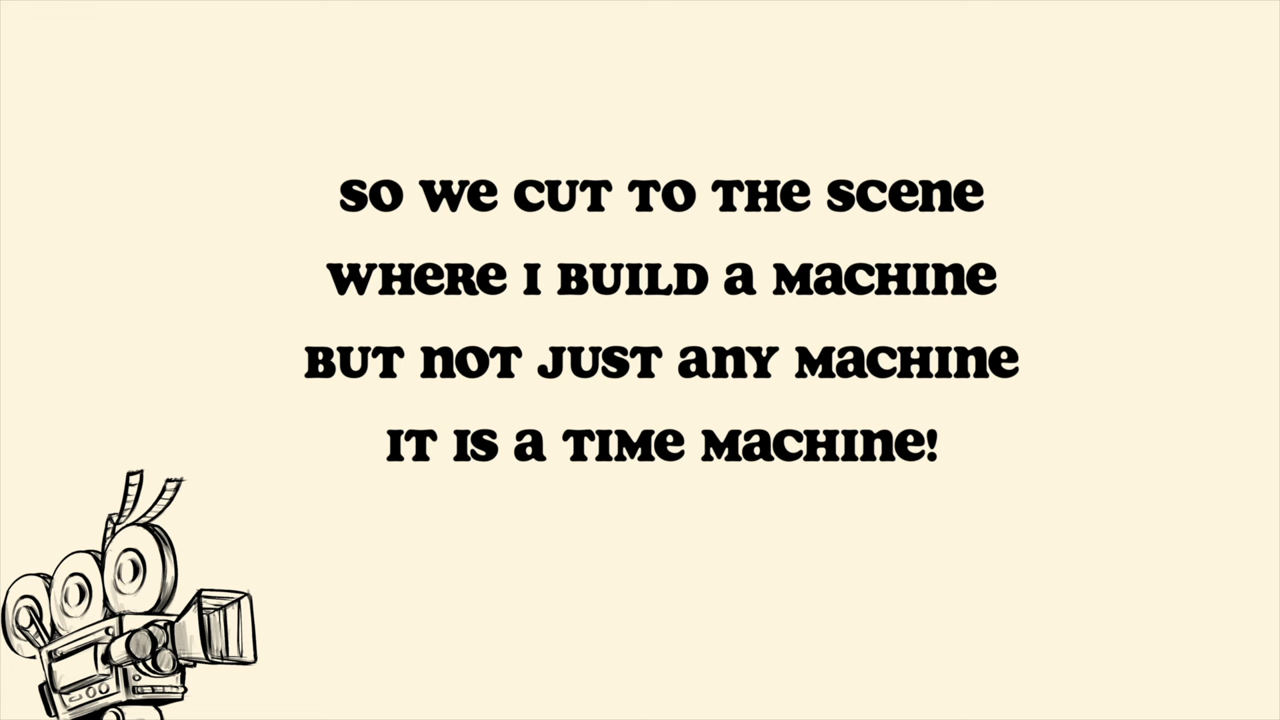 SO We CUT TO THe Scene
WHeRe I BUILD a MacHIne
BUT nOT JUST anY MacHIne
IT IS a TIMe MacHIne!